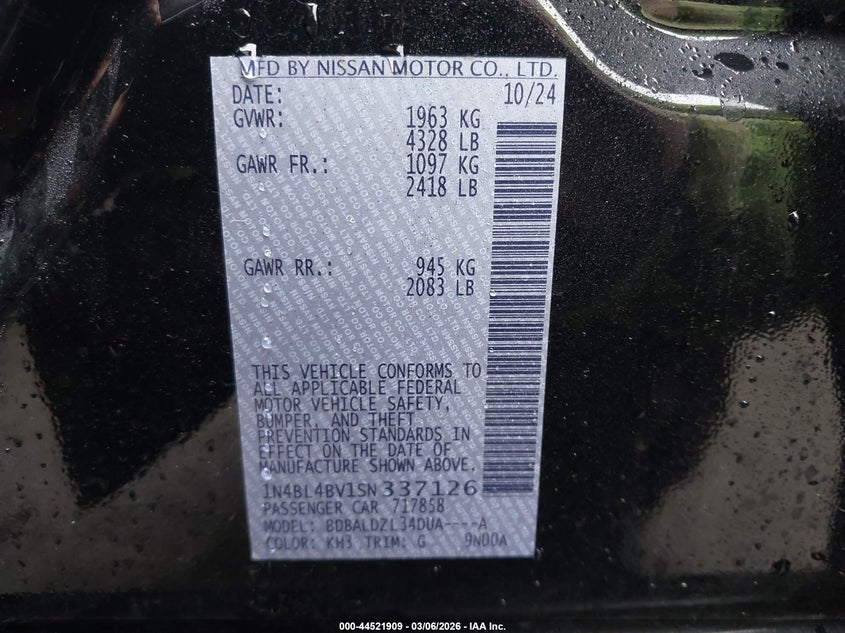 MFD BY NISSAN MOTOR CO., LTD.
DATE: 10/24
GVWR: 1963 KG
4328 LB
GAWR FR.: 1097 KG
2418 LB
GAWR RR.: 945 KG
2083 LB
THIS VEHICLE CONFORMS TO
ALL APPLICABLE FEDERAL
MOTOR VEHICLE SAFETY,
BUMPER, AND THEFT
PREVENTION STANDARDS IN
EFFECT ON THE DATE OF
MANUFACTURE SHOWN ABOVE.
1N4BL4BV1SN337126
PASSENGER CAR 717858
MODEL: BDBALDZL34DUA----A
COLOR: KH3 TRIM: G 9N00A
000-44521909 - 03/06/2026 - IAA Inc.